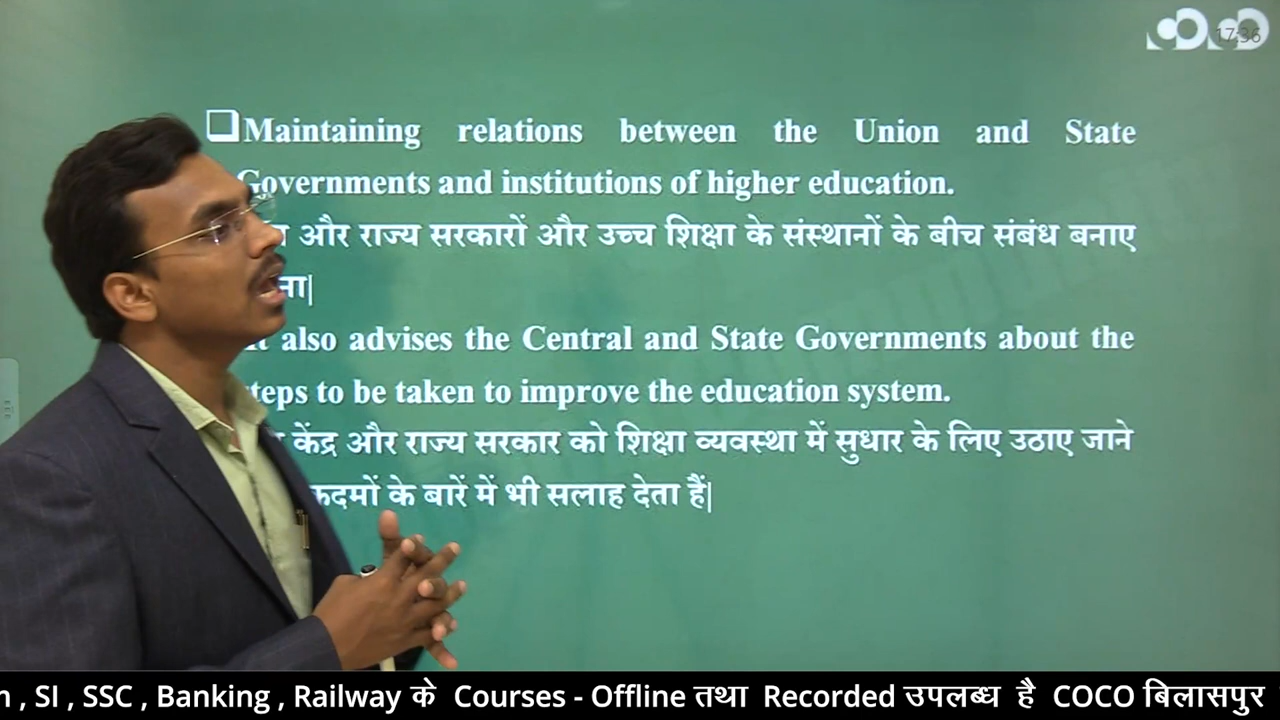 17:36
Maintaining relations between the Union and State
Governments and institutions of higher education.
और राज्य सरकारों और उच्च शिक्षा के संस्थानों के बीच संबंध बनाए
also advises the Central and State Governments about the
steps to be taken to improve the education system.
केंद्र और राज्य सरकार को शिक्षा व्यवस्था में सुधार के लिए उठाए जाने
कदमों के बारें में भी सलाह देता हैं|
, SI , SSC , Banking , Railway के Courses - Offline तथा Recorded उपलब्ध है COCO बिलासपुर